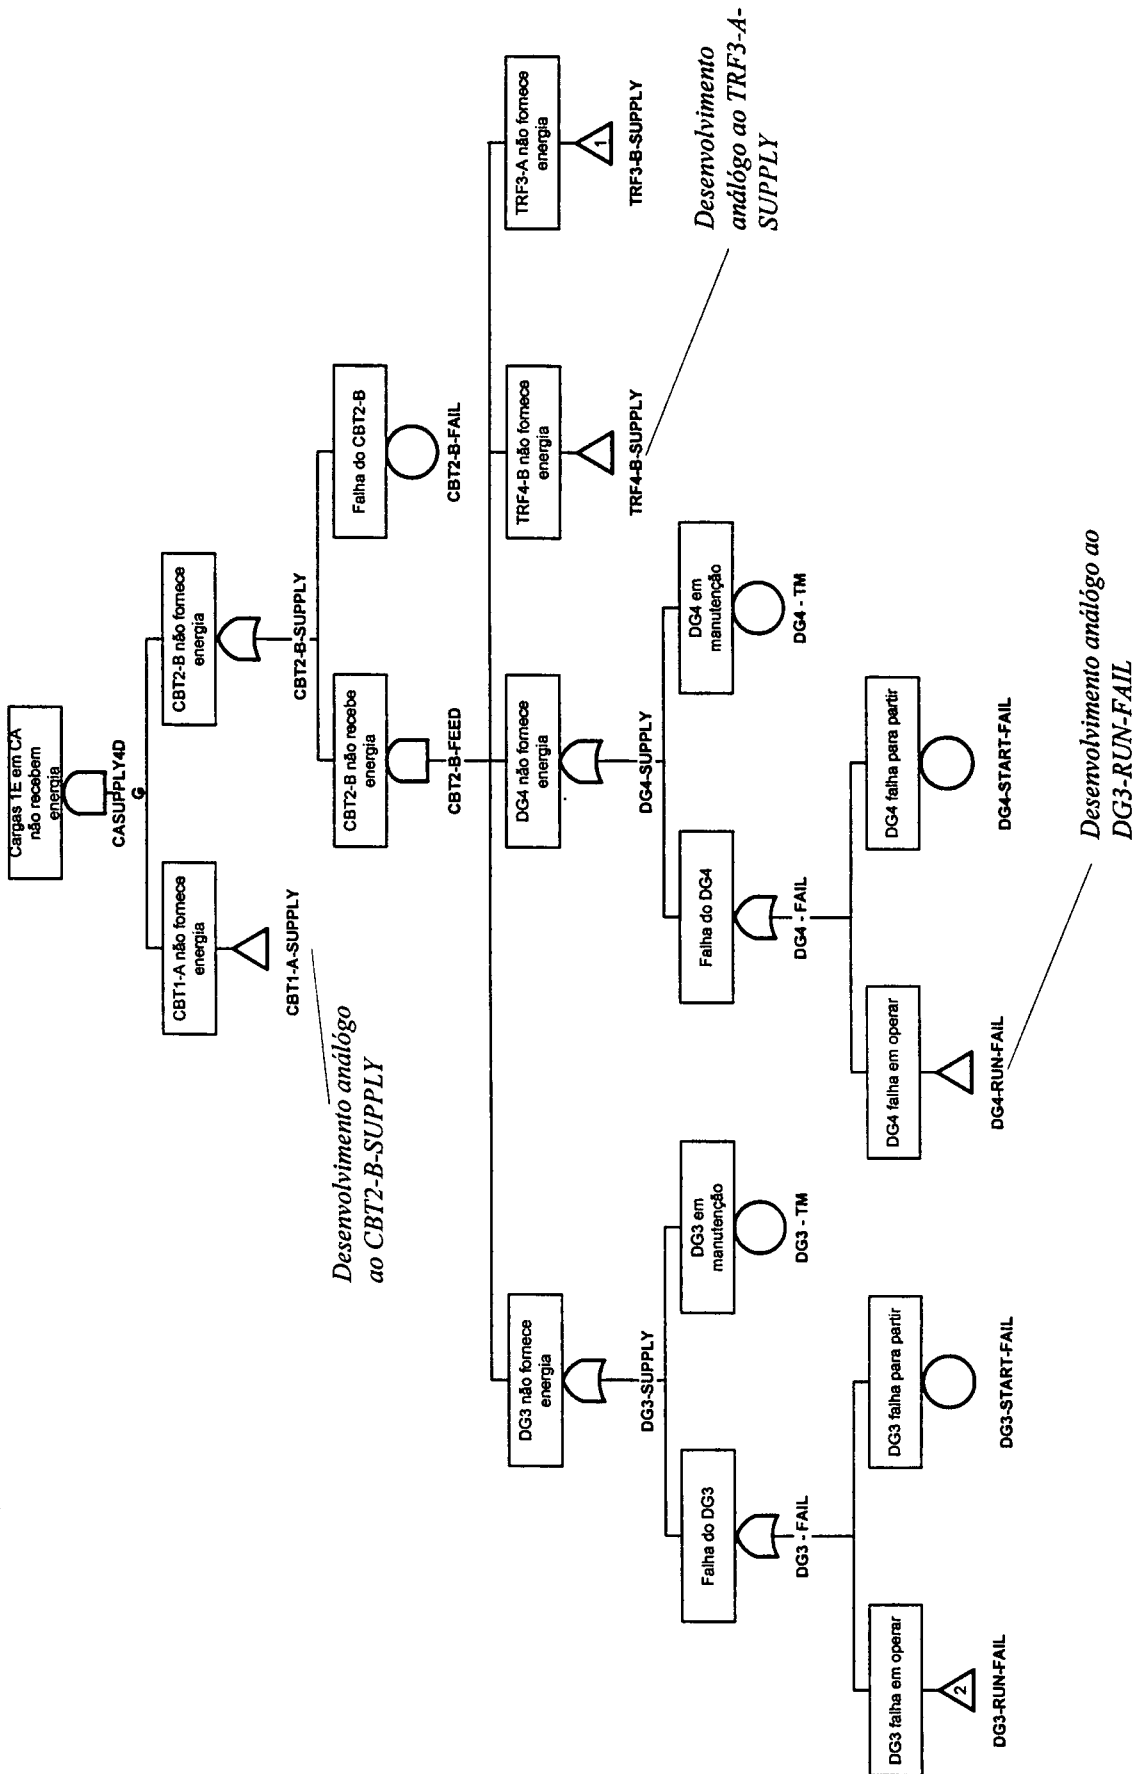 Cargas 1E em CA
não recebem
energia
CASUPPLY4D
G
CBT1-A não fornece
energia
CBT1-A-SUPPLY
Desenvolvimento análógo
ao CBT2-B-SUPPLY
CBT2-B não fornece
energia
CBT2-B-SUPPLY
CBT2-B não recebe
energia
CBT2-B-FEED
Falha do CBT2-B
CBT2-B-FAIL
DG3 não fornece
energia
DG3-SUPPLY
DG4 não fornece
energia
DG4-SUPPLY
TRF4-B não fornece
energia
TRF4-B-SUPPLY
TRF3-A não fornece
energia
1
TRF3-B-SUPPLY
Desenvolvimento
análógo ao TRF3-A-
SUPPLY
Falha do DG3
DG3 - FAIL
DG3 em
manutenção
DG3 - TM
Falha do DG4
DG4 - FAIL
DG4 em
manutenção
DG4 - TM
DG3 falha em operar
2
DG3-RUN-FAIL
DG3 falha para partir
DG3-START-FAIL
DG4 falha em operar
DG4-RUN-FAIL
DG4 falha para partir
DG4-START-FAIL
Desenvolvimento análógo ao
DG3-RUN-FAIL